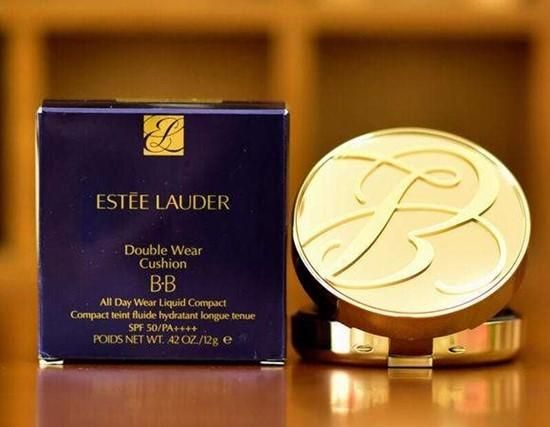 EL
ESTĒE LAUDER
Double Wear
Cushion
B·B
All Day Wear Liquid Compact
Compact teint fluide hydratant longue tenue
SPF 50/PA++++
POIDS NET WT. .42 OZ./12g ℮
B